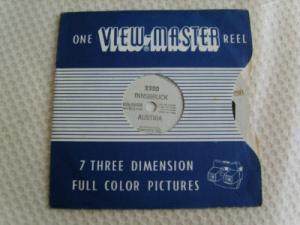 ONE VIEW-MASTER REEL
INNSBRUCK
AUSTRIA
7 THREE DIMENSION
FULL COLOR PICTURES